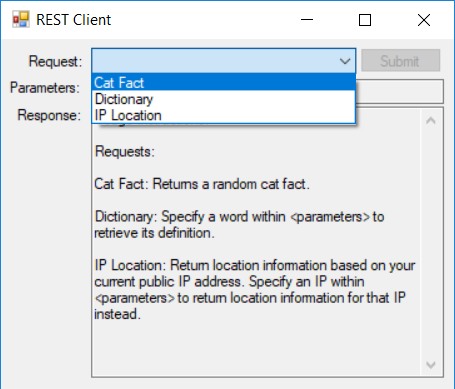 REST Client
Request:
Submit
Cat Fact
Parameters:
Dictionary
IP Location
Response:
Requests:
Cat Fact: Returns a random cat fact.
Dictionary: Specify a word within <parameters> to
retrieve its definition.
IP Location: Return location information based on your
current public IP address. Specify an IP within
<parameters> to return location information for that IP
instead.